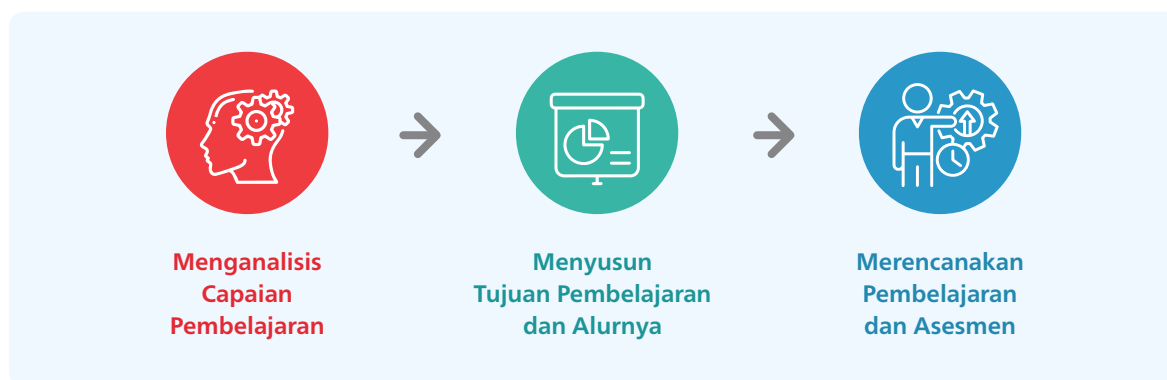 Menganalisis
Capaian
Pembelajaran
Menyusun
Tujuan Pembelajaran
dan Alurnya
Merencanakan
Pembelajaran
dan Asesmen